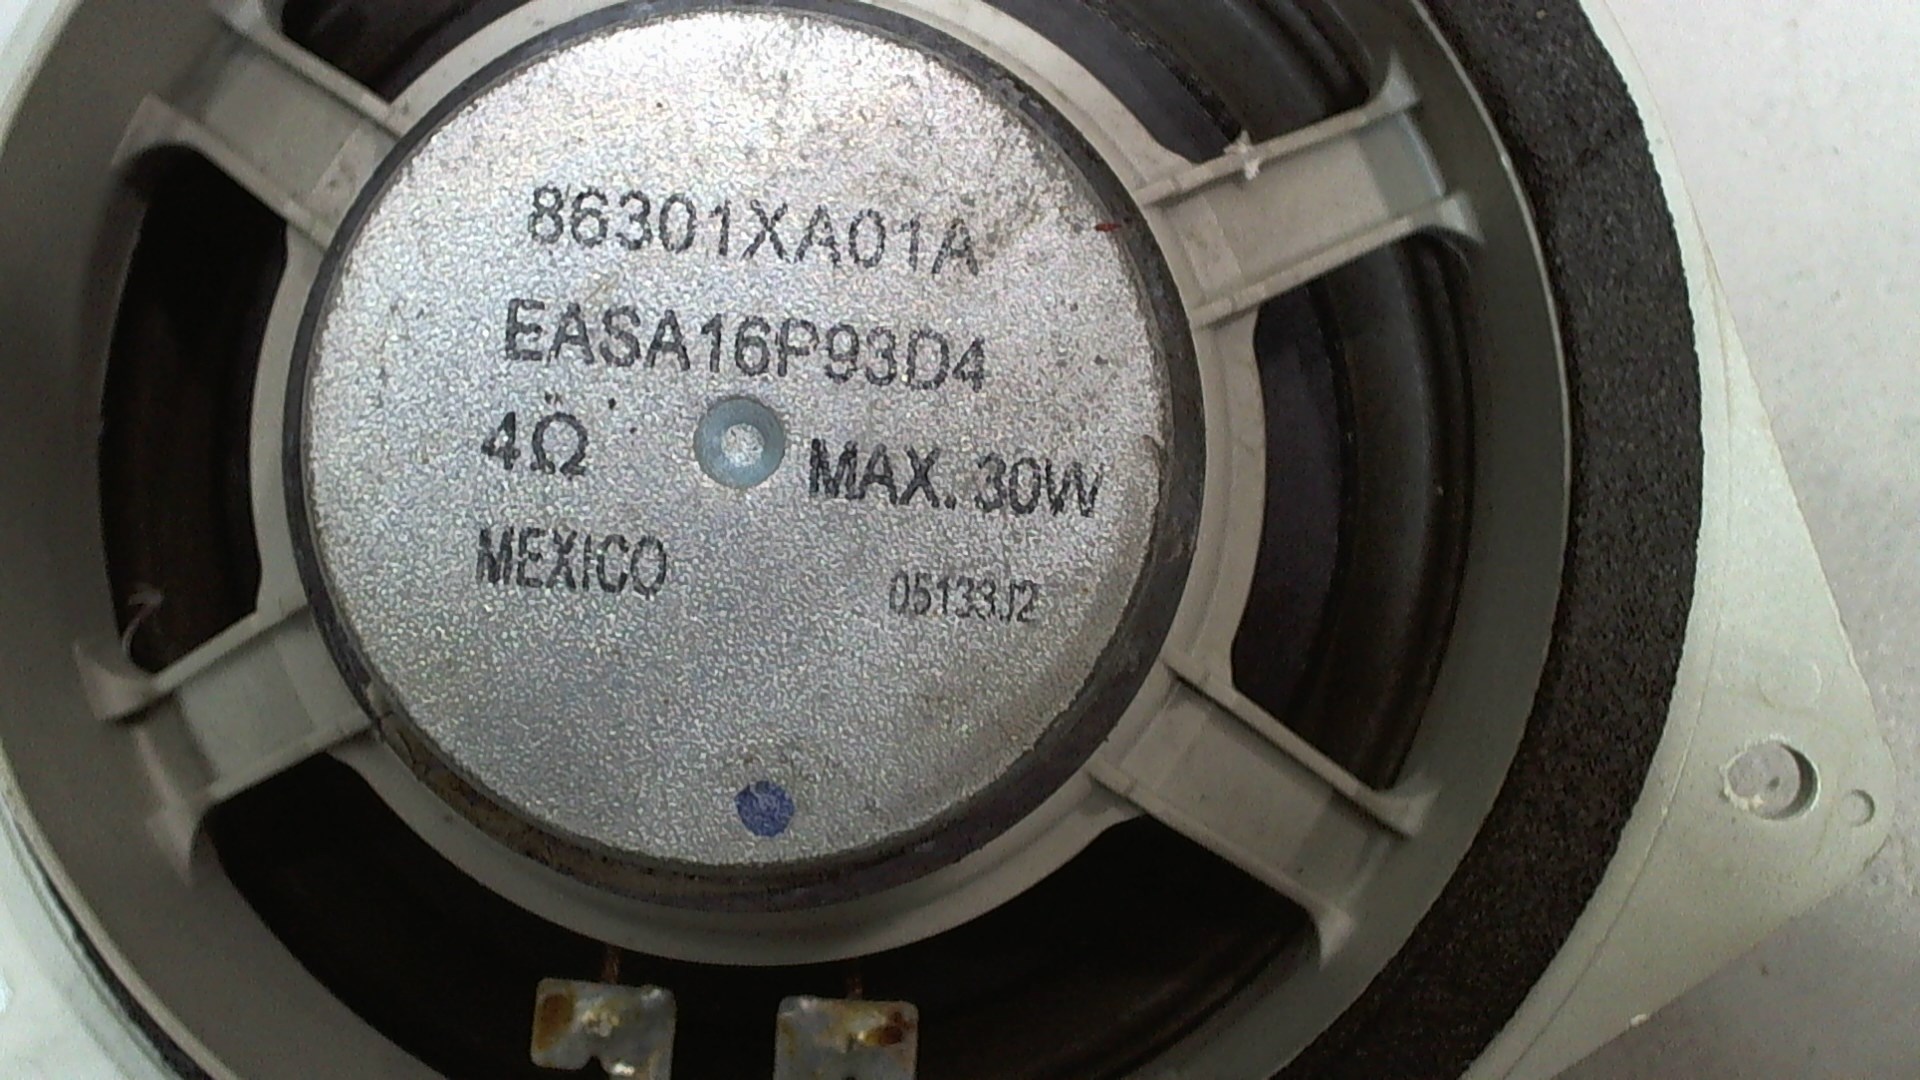 86301XA01A
EASA16P93D4
4Ω MAX. 30W
MEXICO 05133J2